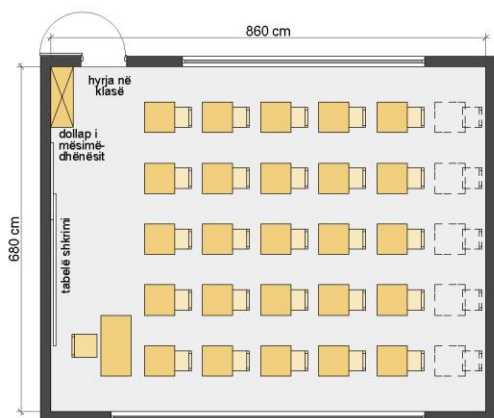 860 cm
hyrja në
klasë
dollap i
mësimë-
dhënësit
680 cm
tabelë shkrimi